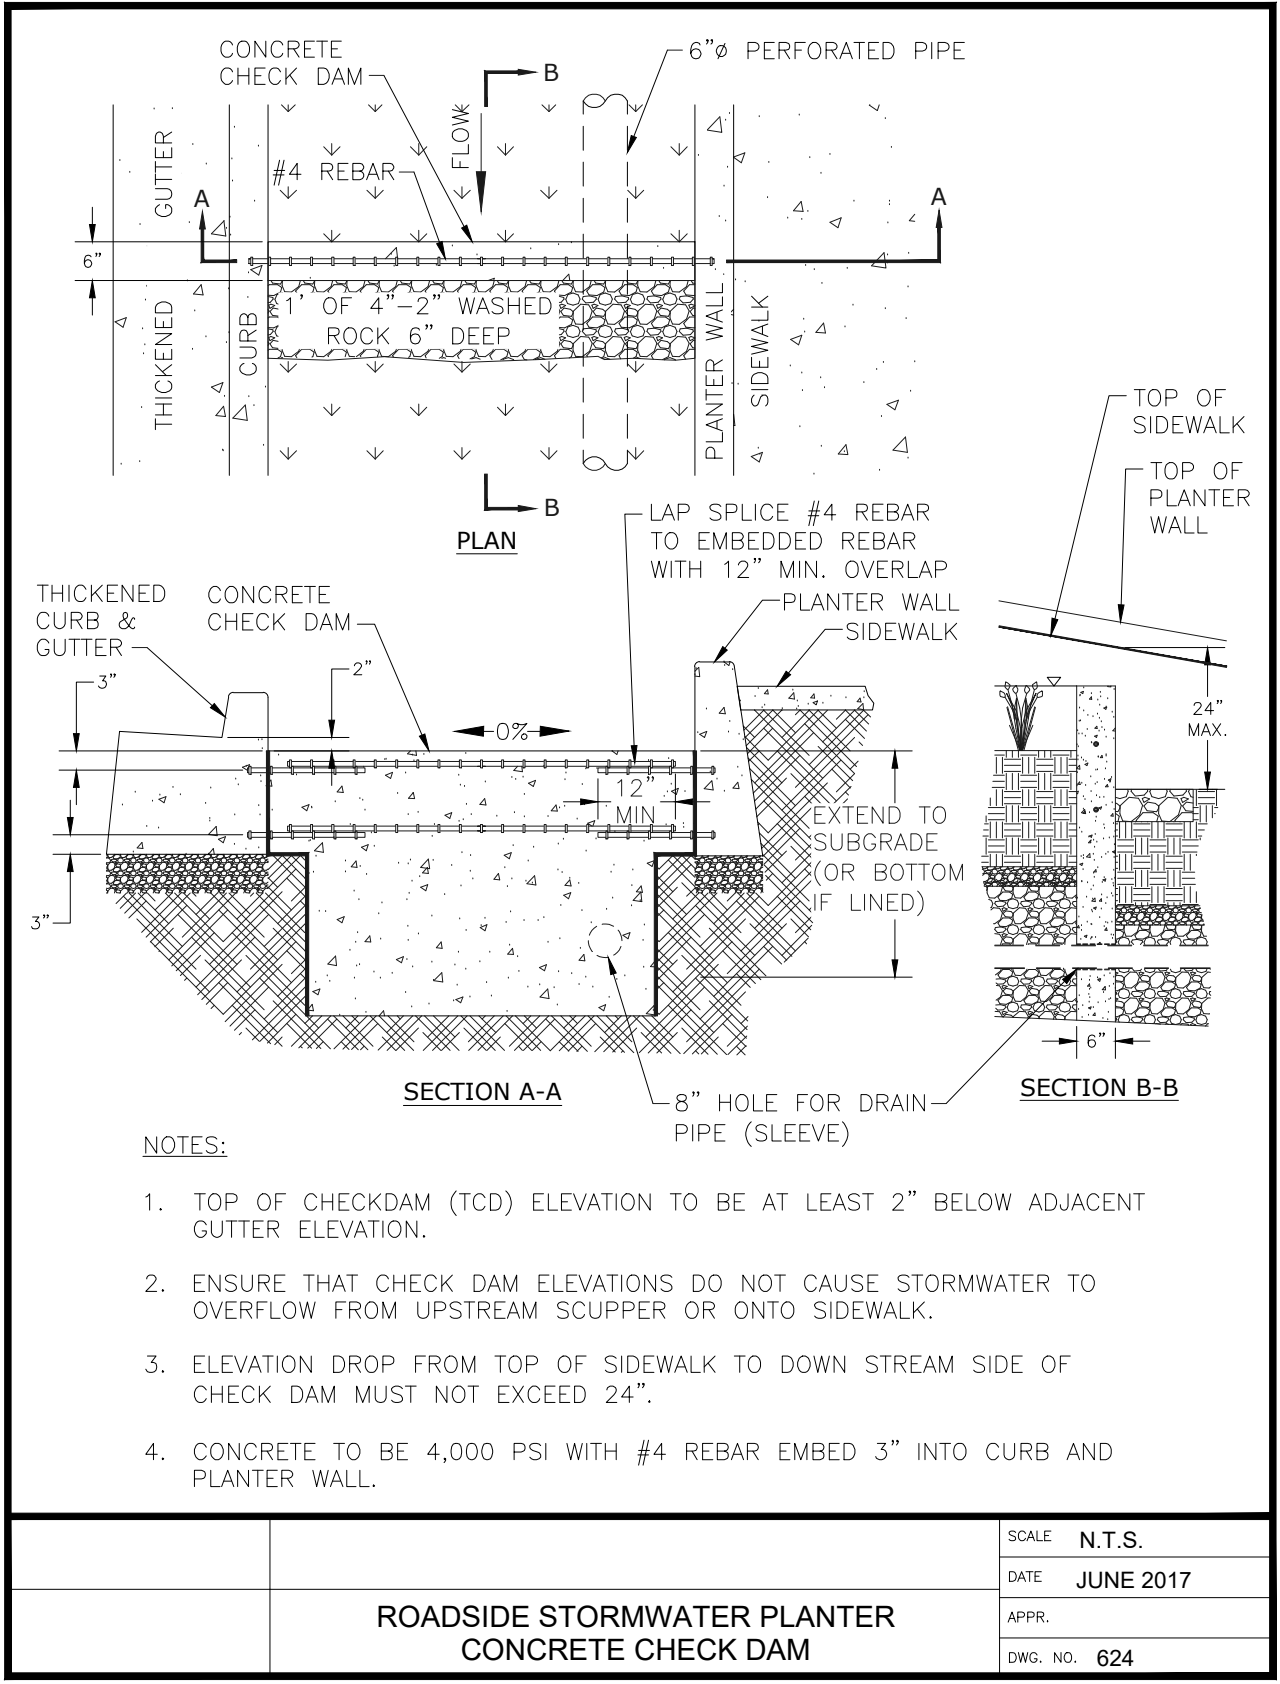 CONCRETE
CHECK DAM
B
6”ø PERFORATED PIPE
GUTTER
FLOW
#4 REBAR
A
A
6”
1’ OF 4”–2” WASHED
ROCK 6” DEEP
THICKENED
CURB
PLANTER WALL
SIDEWALK
B
PLAN
TOP OF
SIDEWALK
TOP OF
PLANTER
WALL
LAP SPLICE #4 REBAR
TO EMBEDDED REBAR
WITH 12” MIN. OVERLAP
PLANTER WALL
SIDEWALK
THICKENED
CURB &
GUTTER
CONCRETE
CHECK DAM
2”
3”
0%
12”
MIN
EXTEND TO
SUBGRADE
(OR BOTTOM
IF LINED)
3”
24”
MAX.
6”
SECTION A-A
SECTION B-B
8” HOLE FOR DRAIN
PIPE (SLEEVE)
NOTES:
1. TOP OF CHECKDAM (TCD) ELEVATION TO BE AT LEAST 2” BELOW ADJACENT
GUTTER ELEVATION.
2. ENSURE THAT CHECK DAM ELEVATIONS DO NOT CAUSE STORMWATER TO
OVERFLOW FROM UPSTREAM SCUPPER OR ONTO SIDEWALK.
3. ELEVATION DROP FROM TOP OF SIDEWALK TO DOWN STREAM SIDE OF
CHECK DAM MUST NOT EXCEED 24”.
4. CONCRETE TO BE 4,000 PSI WITH #4 REBAR EMBED 3” INTO CURB AND
PLANTER WALL.
ROADSIDE STORMWATER PLANTER
CONCRETE CHECK DAM
SCALE N.T.S.
DATE JUNE 2017
APPR.
DWG. NO. 624